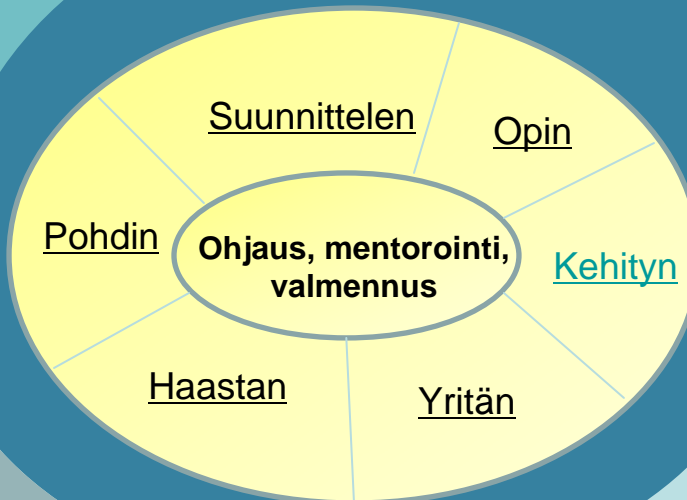 Suunnittelen
Opin
Pohdin
Ohjaus, mentorointi,
valmennus
Kehityn
Haastan
Yritän